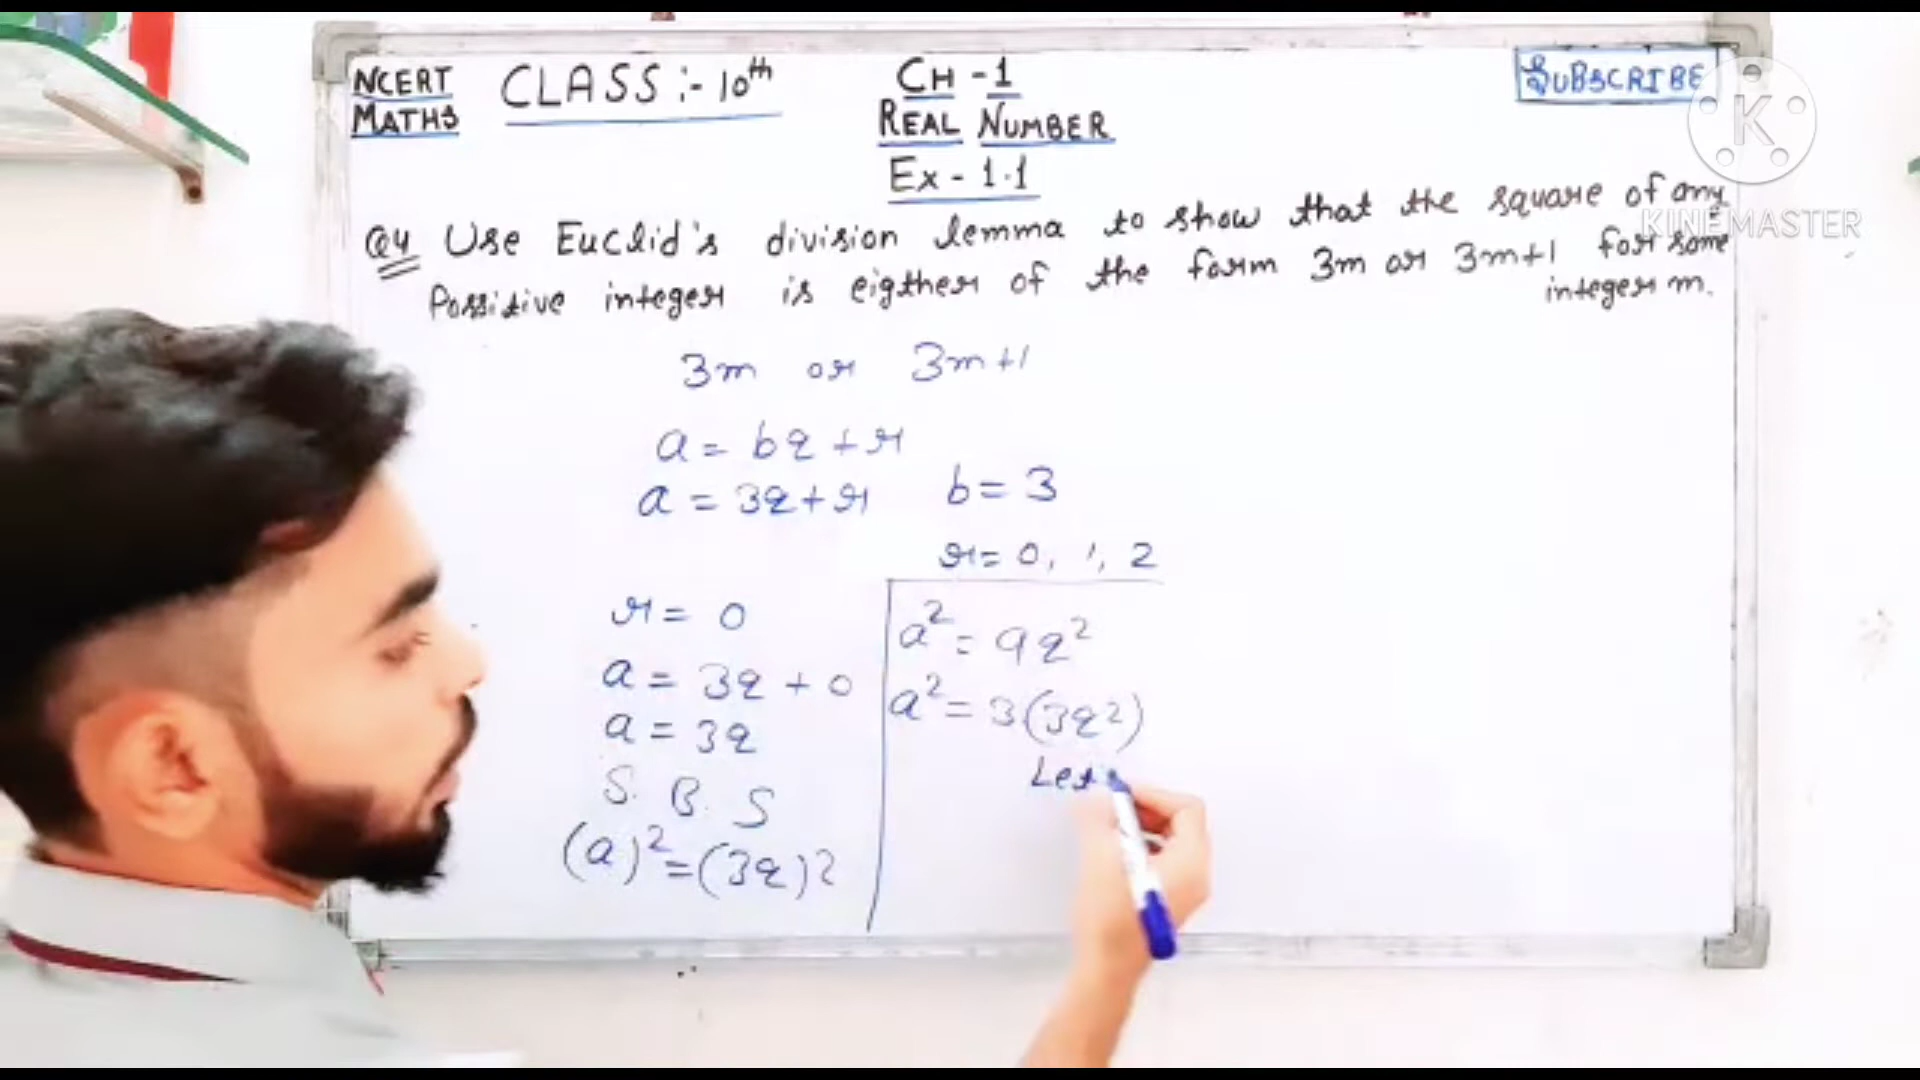 NCERT MATHS
CLASS :- 10th
CH - 1
REAL NUMBER
Ex - 1.1
SUBSCRIBE
K
KINEMASTER
Q4 Use Euclid's division lemma to show that the square of any
Possitive integer is eigther of the form 3m or 3m+1 for some
integer m.
3m or 3m+1
a = bq + r
a = 3q + r
b = 3
r = 0, 1, 2
r = 0
a = 3q + 0
a = 3q
S. B. S
(a)² = (3q)2
a² = 9q²
a² = 3(3q2)
Let